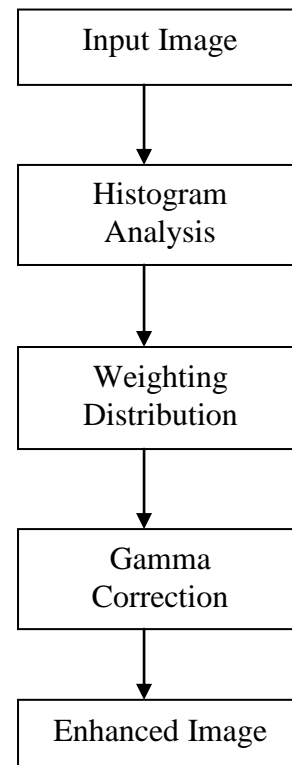 Input Image
Histogram
Analysis
Weighting
Distribution
Gamma
Correction
Enhanced Image